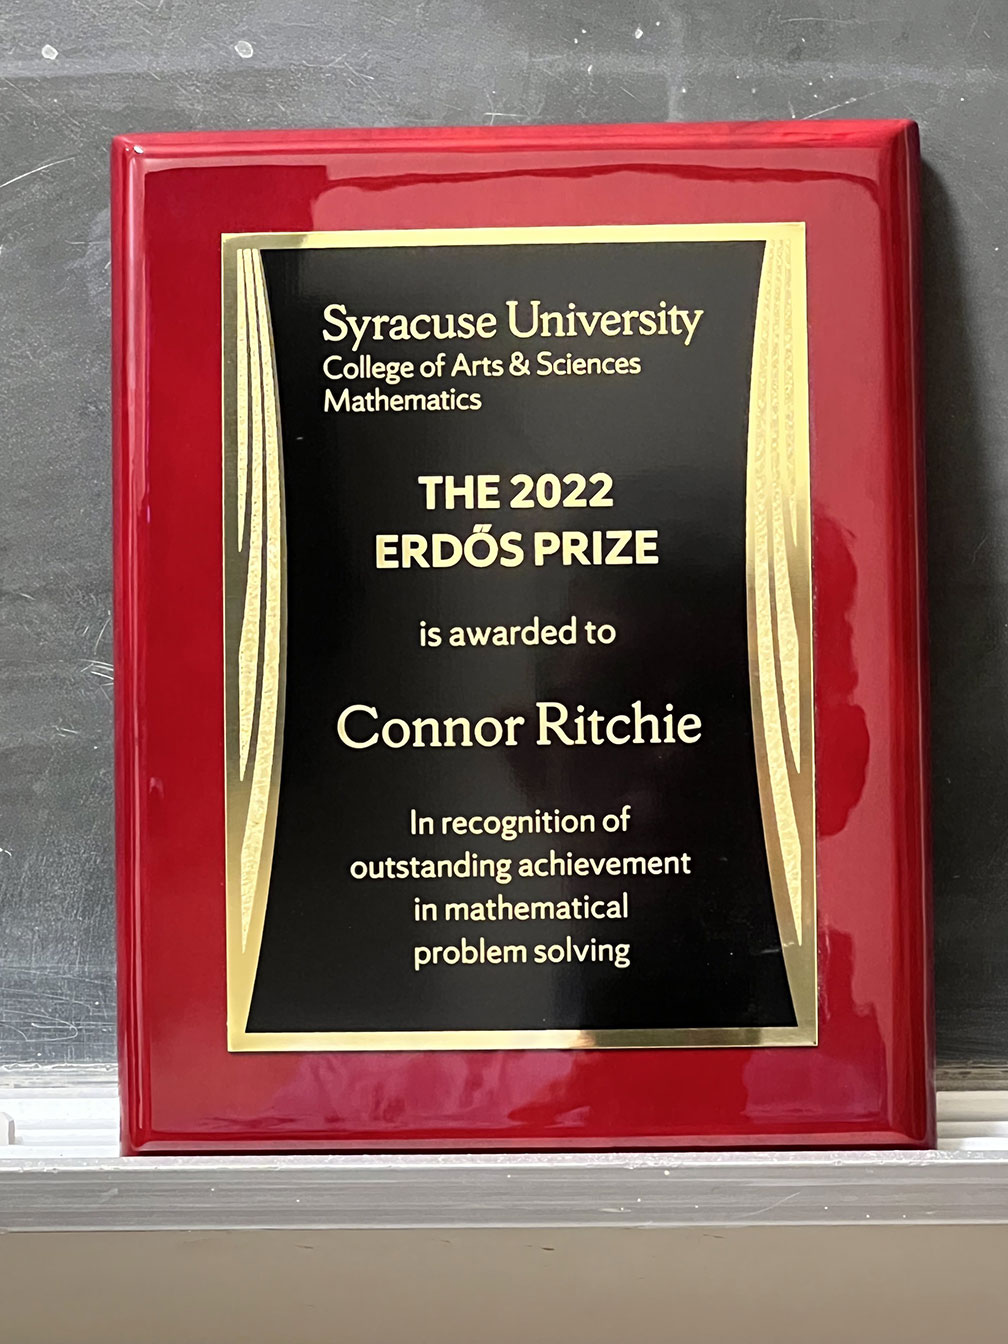 Syracuse University
College of Arts & Sciences
Mathematics
THE 2022
ERDŐS PRIZE
is awarded to
Connor Ritchie
In recognition of
outstanding achievement
in mathematical
problem solving